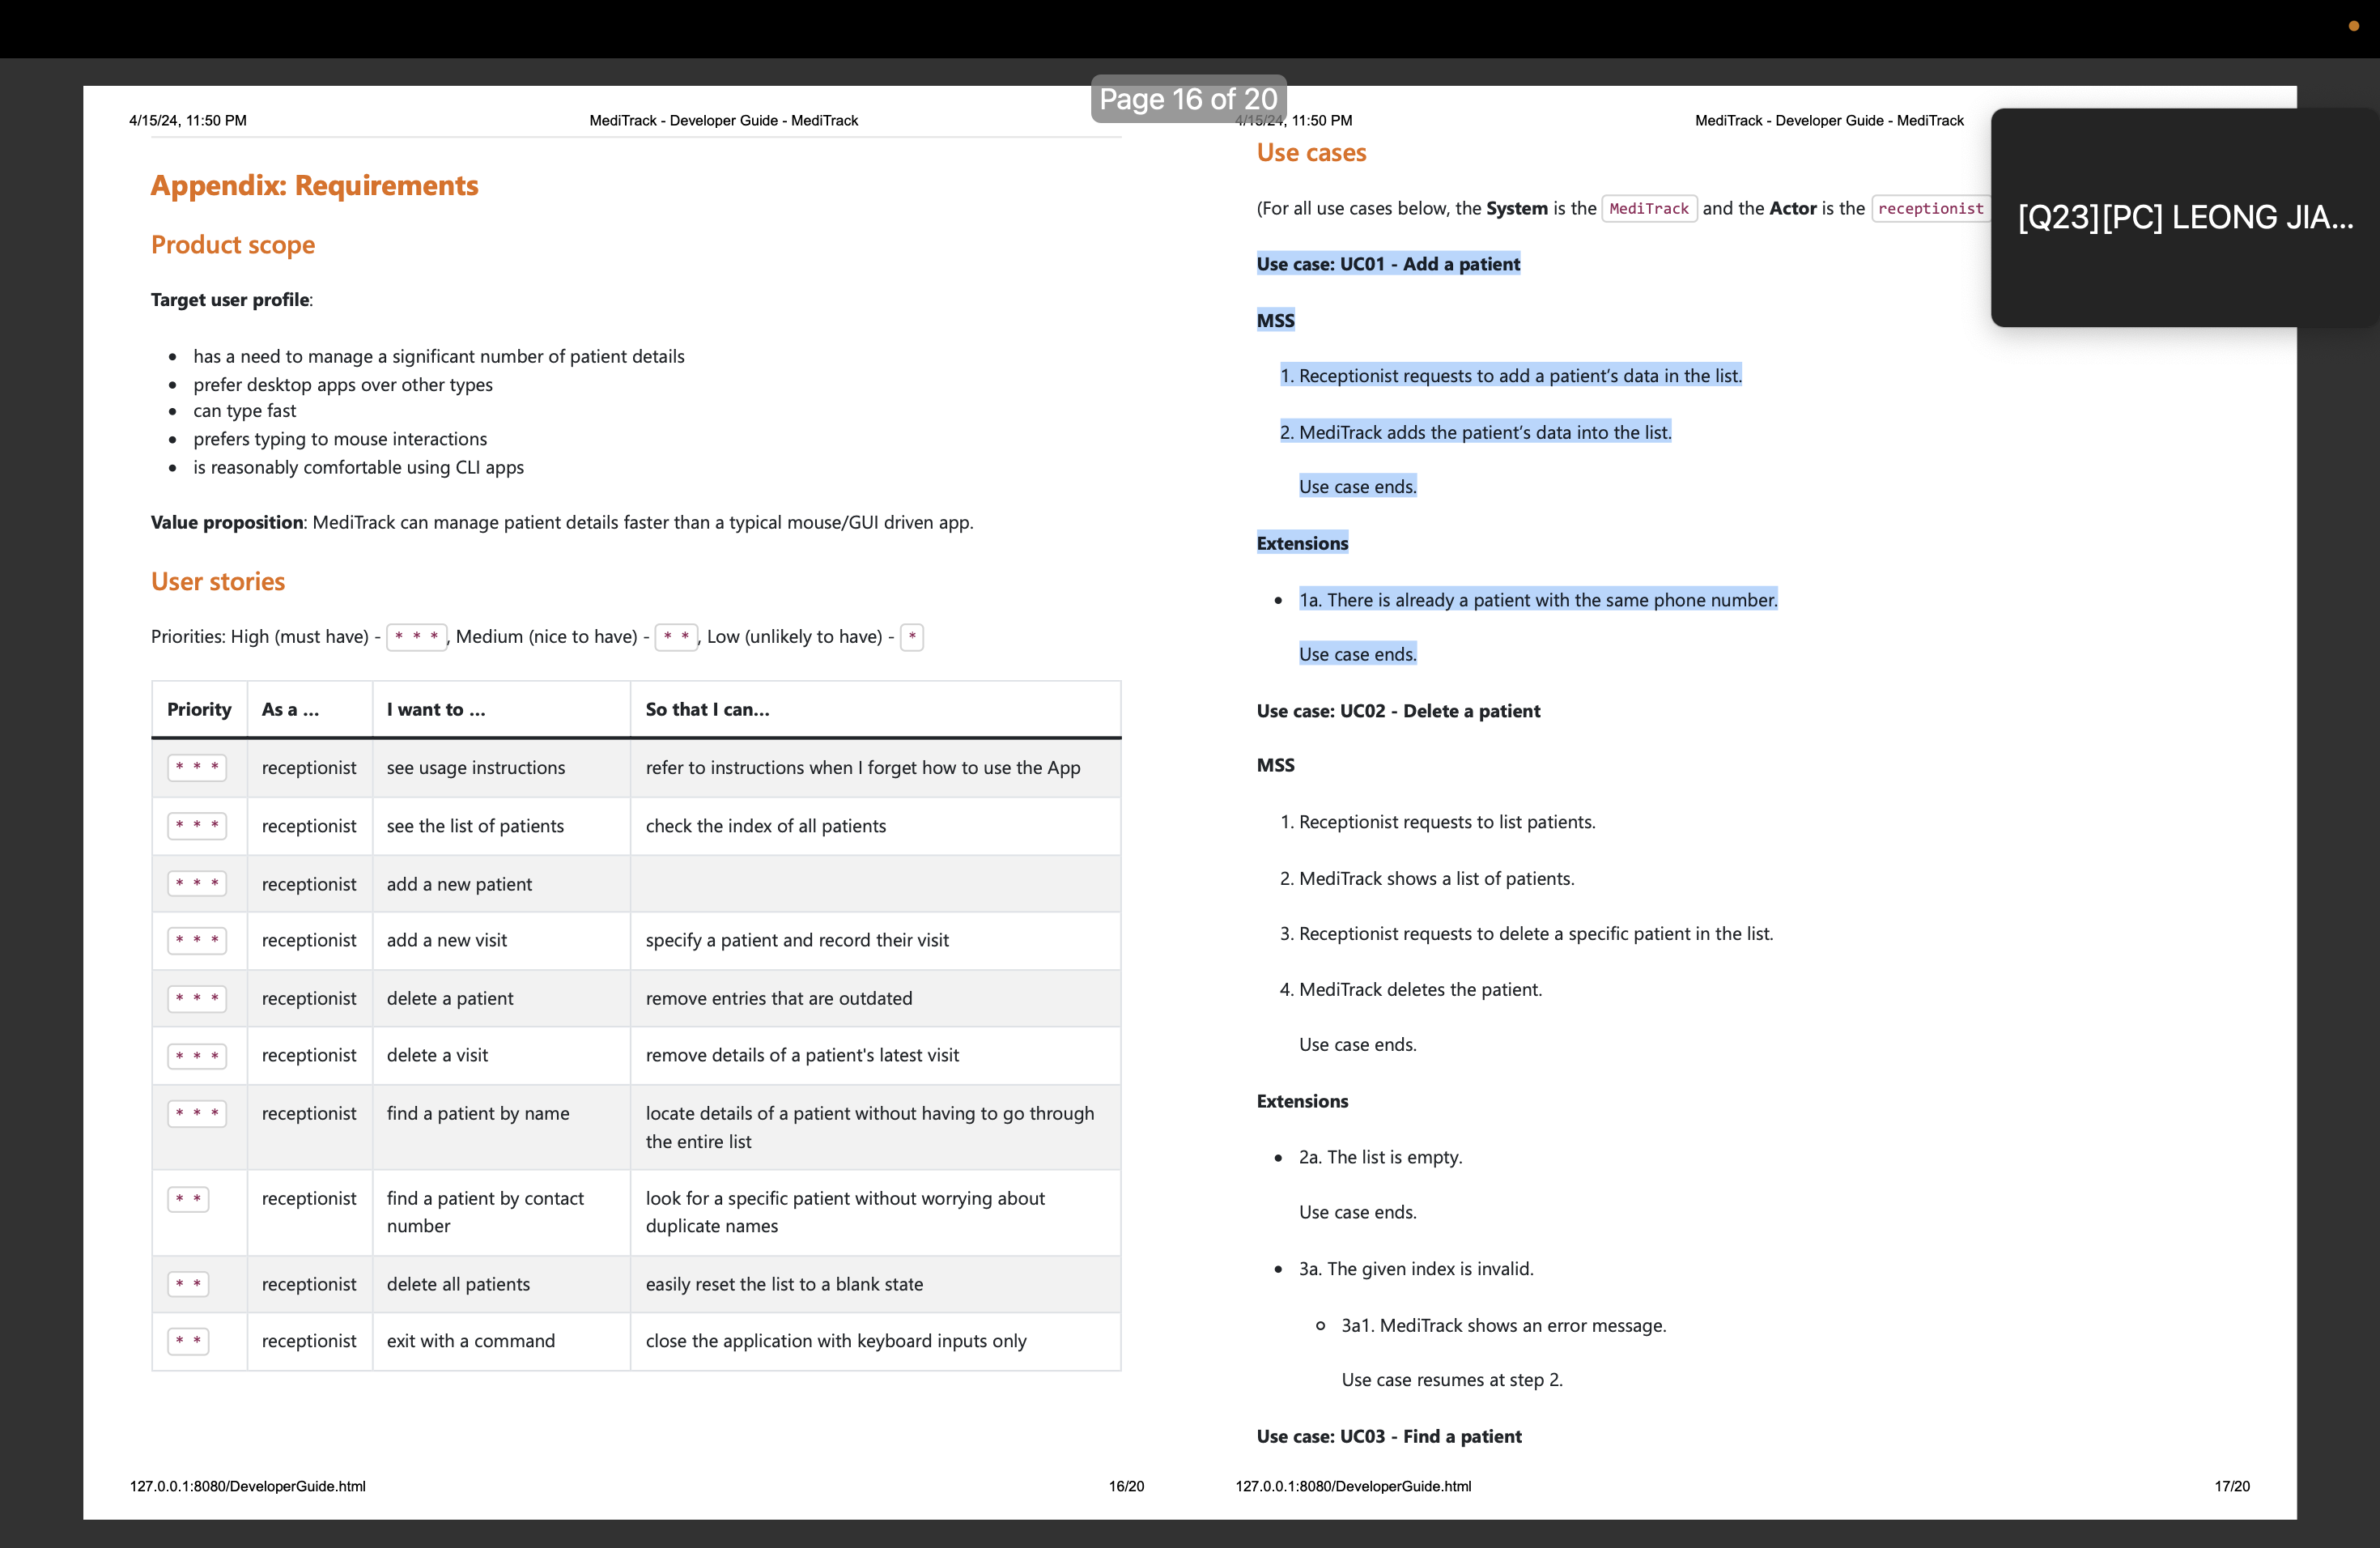 Page 16 of 20
4/15/24, 11:50 PM
MediTrack - Developer Guide - MediTrack
Appendix: Requirements
Product scope
Target user profile:
• has a need to manage a significant number of patient details
• prefer desktop apps over other types
• can type fast
• prefers typing to mouse interactions
• is reasonably comfortable using CLI apps
Value proposition: MediTrack can manage patient details faster than a typical mouse/GUI driven app.
User stories
Priorities: High (must have) - * * *, Medium (nice to have) - * *, Low (unlikely to have) - *
Priority As a ... I want to ... So that I can...
* * * receptionist see usage instructions refer to instructions when I forget how to use the App
* * * receptionist see the list of patients check the index of all patients
* * * receptionist add a new patient
* * * receptionist add a new visit specify a patient and record their visit
* * * receptionist delete a patient remove entries that are outdated
* * * receptionist delete a visit remove details of a patient's latest visit
* * * receptionist find a patient by name locate details of a patient without having to go through
the entire list
* * receptionist find a patient by contact look for a specific patient without worrying about
number duplicate names
* * receptionist delete all patients easily reset the list to a blank state
* * receptionist exit with a command close the application with keyboard inputs only
127.0.0.1:8080/DeveloperGuide.html
16/20
4/15/24, 11:50 PM
MediTrack - Developer Guide - MediTrack
Use cases
(For all use cases below, the System is the MediTrack and the Actor is the receptionist
[Q23][PC] LEONG JIA...
Use case: UC01 - Add a patient
MSS
1. Receptionist requests to add a patient’s data in the list.
2. MediTrack adds the patient’s data into the list.
Use case ends.
Extensions
• 1a. There is already a patient with the same phone number.
Use case ends.
Use case: UC02 - Delete a patient
MSS
1. Receptionist requests to list patients.
2. MediTrack shows a list of patients.
3. Receptionist requests to delete a specific patient in the list.
4. MediTrack deletes the patient.
Use case ends.
Extensions
• 2a. The list is empty.
Use case ends.
• 3a. The given index is invalid.
○ 3a1. MediTrack shows an error message.
Use case resumes at step 2.
Use case: UC03 - Find a patient
127.0.0.1:8080/DeveloperGuide.html
17/20